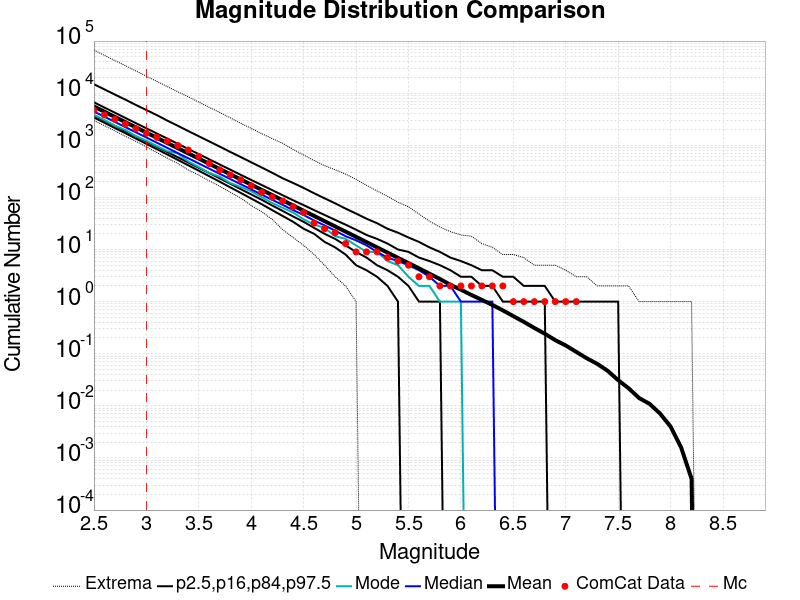 Magnitude Distribution Comparison
Cumulative Number
10^5
10^4
10^3
10^2
10^1
10^0
10^-1
10^-2
10^-3
10^-4
2.5 3 3.5 4 4.5 5 5.5 6 6.5 7 7.5 8 8.5
Magnitude
Extrema p2.5,p16,p84,p97.5 Mode Median Mean ComCat Data Mc